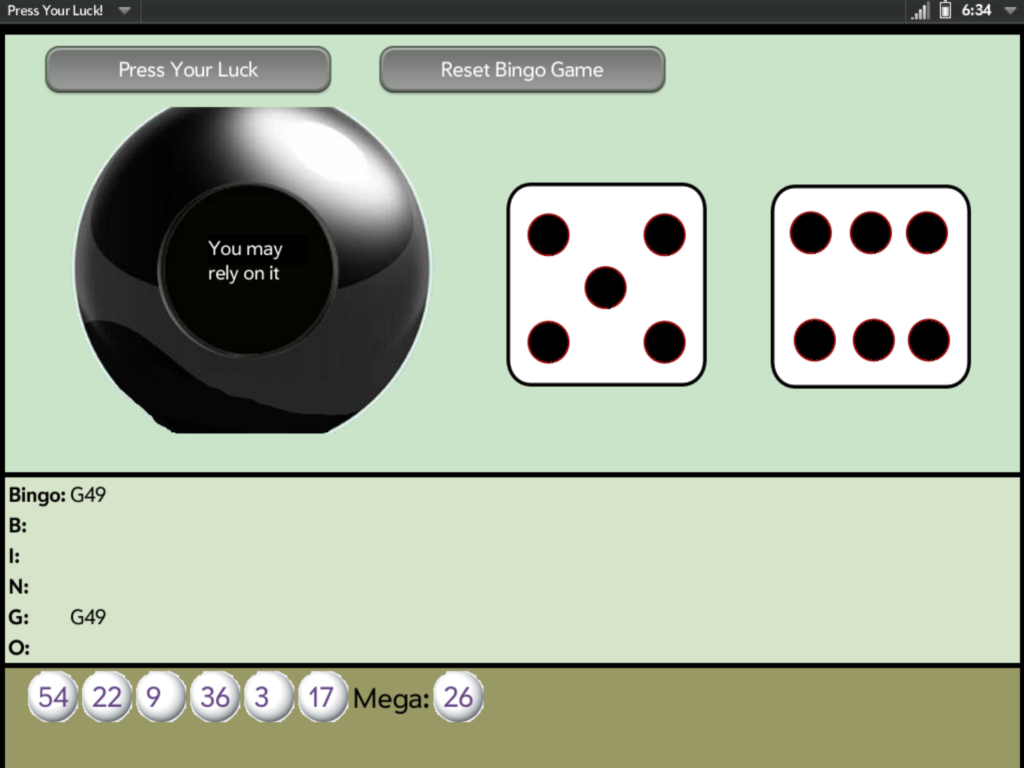 Press Your Luck!
6:34
Press Your Luck
Reset Bingo Game
You may
rely on it
Bingo: G49
B:
I:
N:
G: G49
O:
54 22 9 36 3 17 Mega: 26